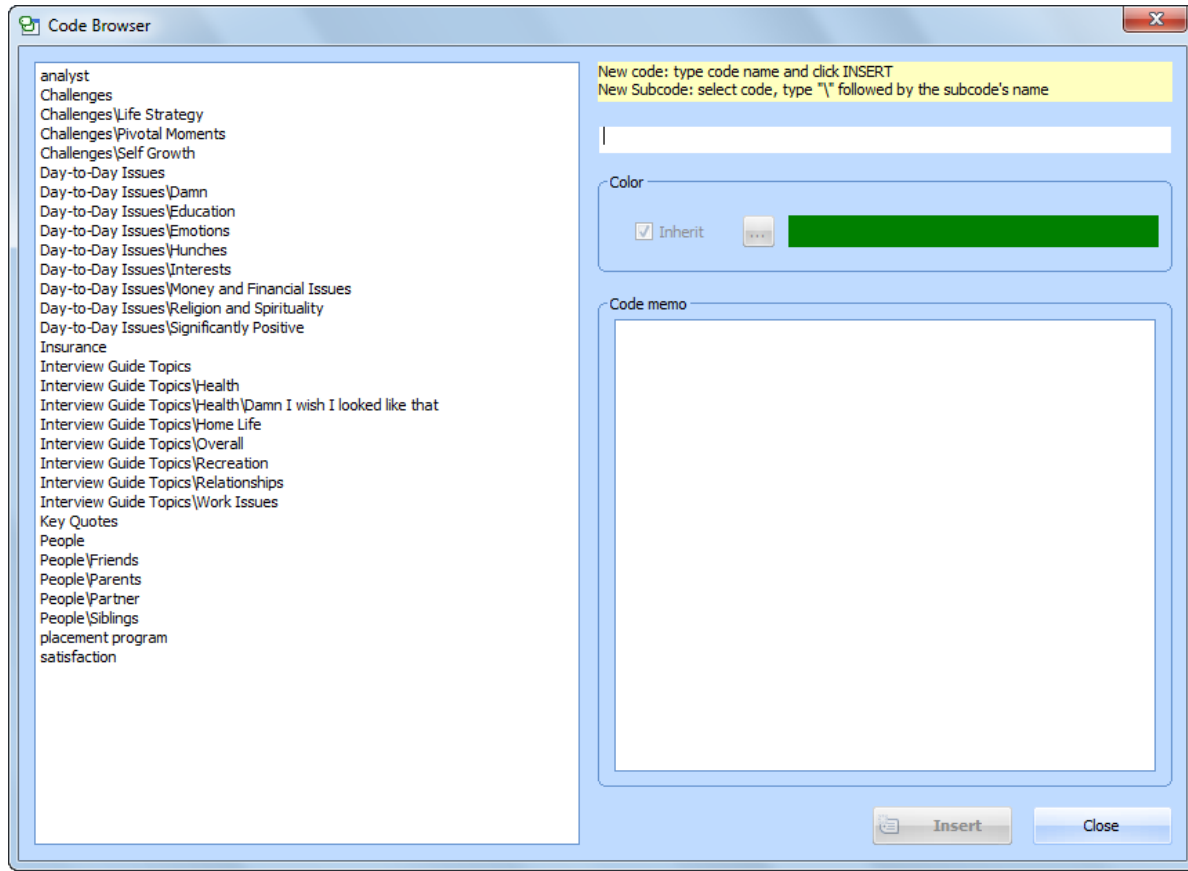 Code Browser
analyst
Challenges
Challenges\Life Strategy
Challenges\Pivotal Moments
Challenges\Self Growth
Day-to-Day Issues
Day-to-Day Issues\Damn
Day-to-Day Issues\Education
Day-to-Day Issues\Emotions
Day-to-Day Issues\Hunches
Day-to-Day Issues\Interests
Day-to-Day Issues\Money and Financial Issues
Day-to-Day Issues\Religion and Spirituality
Day-to-Day Issues\Significantly Positive
Insurance
Interview Guide Topics
Interview Guide Topics\Health
Interview Guide Topics\Health\Damn I wish I looked like that
Interview Guide Topics\Home Life
Interview Guide Topics\Overall
Interview Guide Topics\Recreation
Interview Guide Topics\Relationships
Interview Guide Topics\Work Issues
Key Quotes
People
People\Friends
People\Parents
People\Partner
People\Siblings
placement program
satisfaction
New code: type code name and click INSERT
New Subcode: select code, type "\" followed by the subcode's name
Color
Inherit
...
Code memo
Insert
Close